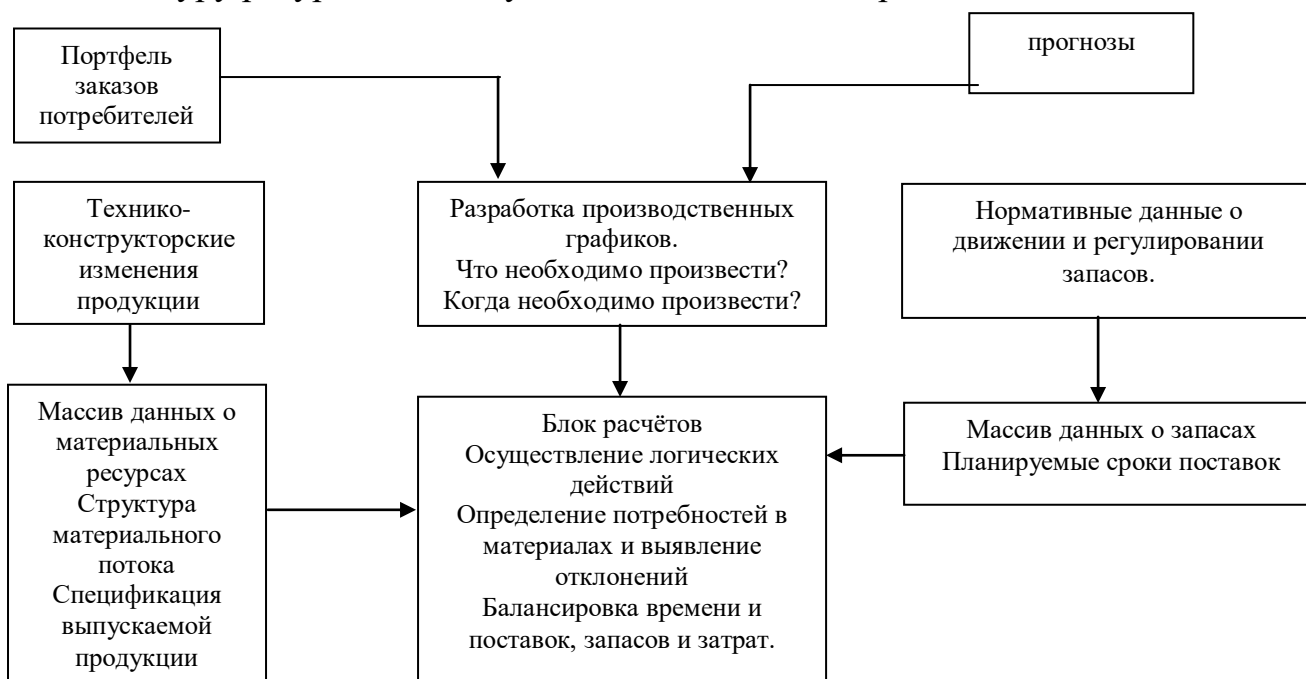 Портфель
заказов
потребителей
прогнозы
Технико-
конструкторские
изменения
продукции
Разработка производственных
графиков.
Что необходимо произвести?
Когда необходимо произвести?
Нормативные данные о
движении и регулировании
запасов.
Массив данных о
материальных
ресурсах
Структура
материального
потока
Спецификация
выпускаемой
продукции
Блок расчётов
Осуществление логических
действий
Определение потребностей в
материалах и выявление
отклонений
Балансировка времени и
поставок, запасов и затрат.
Массив данных о запасах
Планируемые сроки поставок